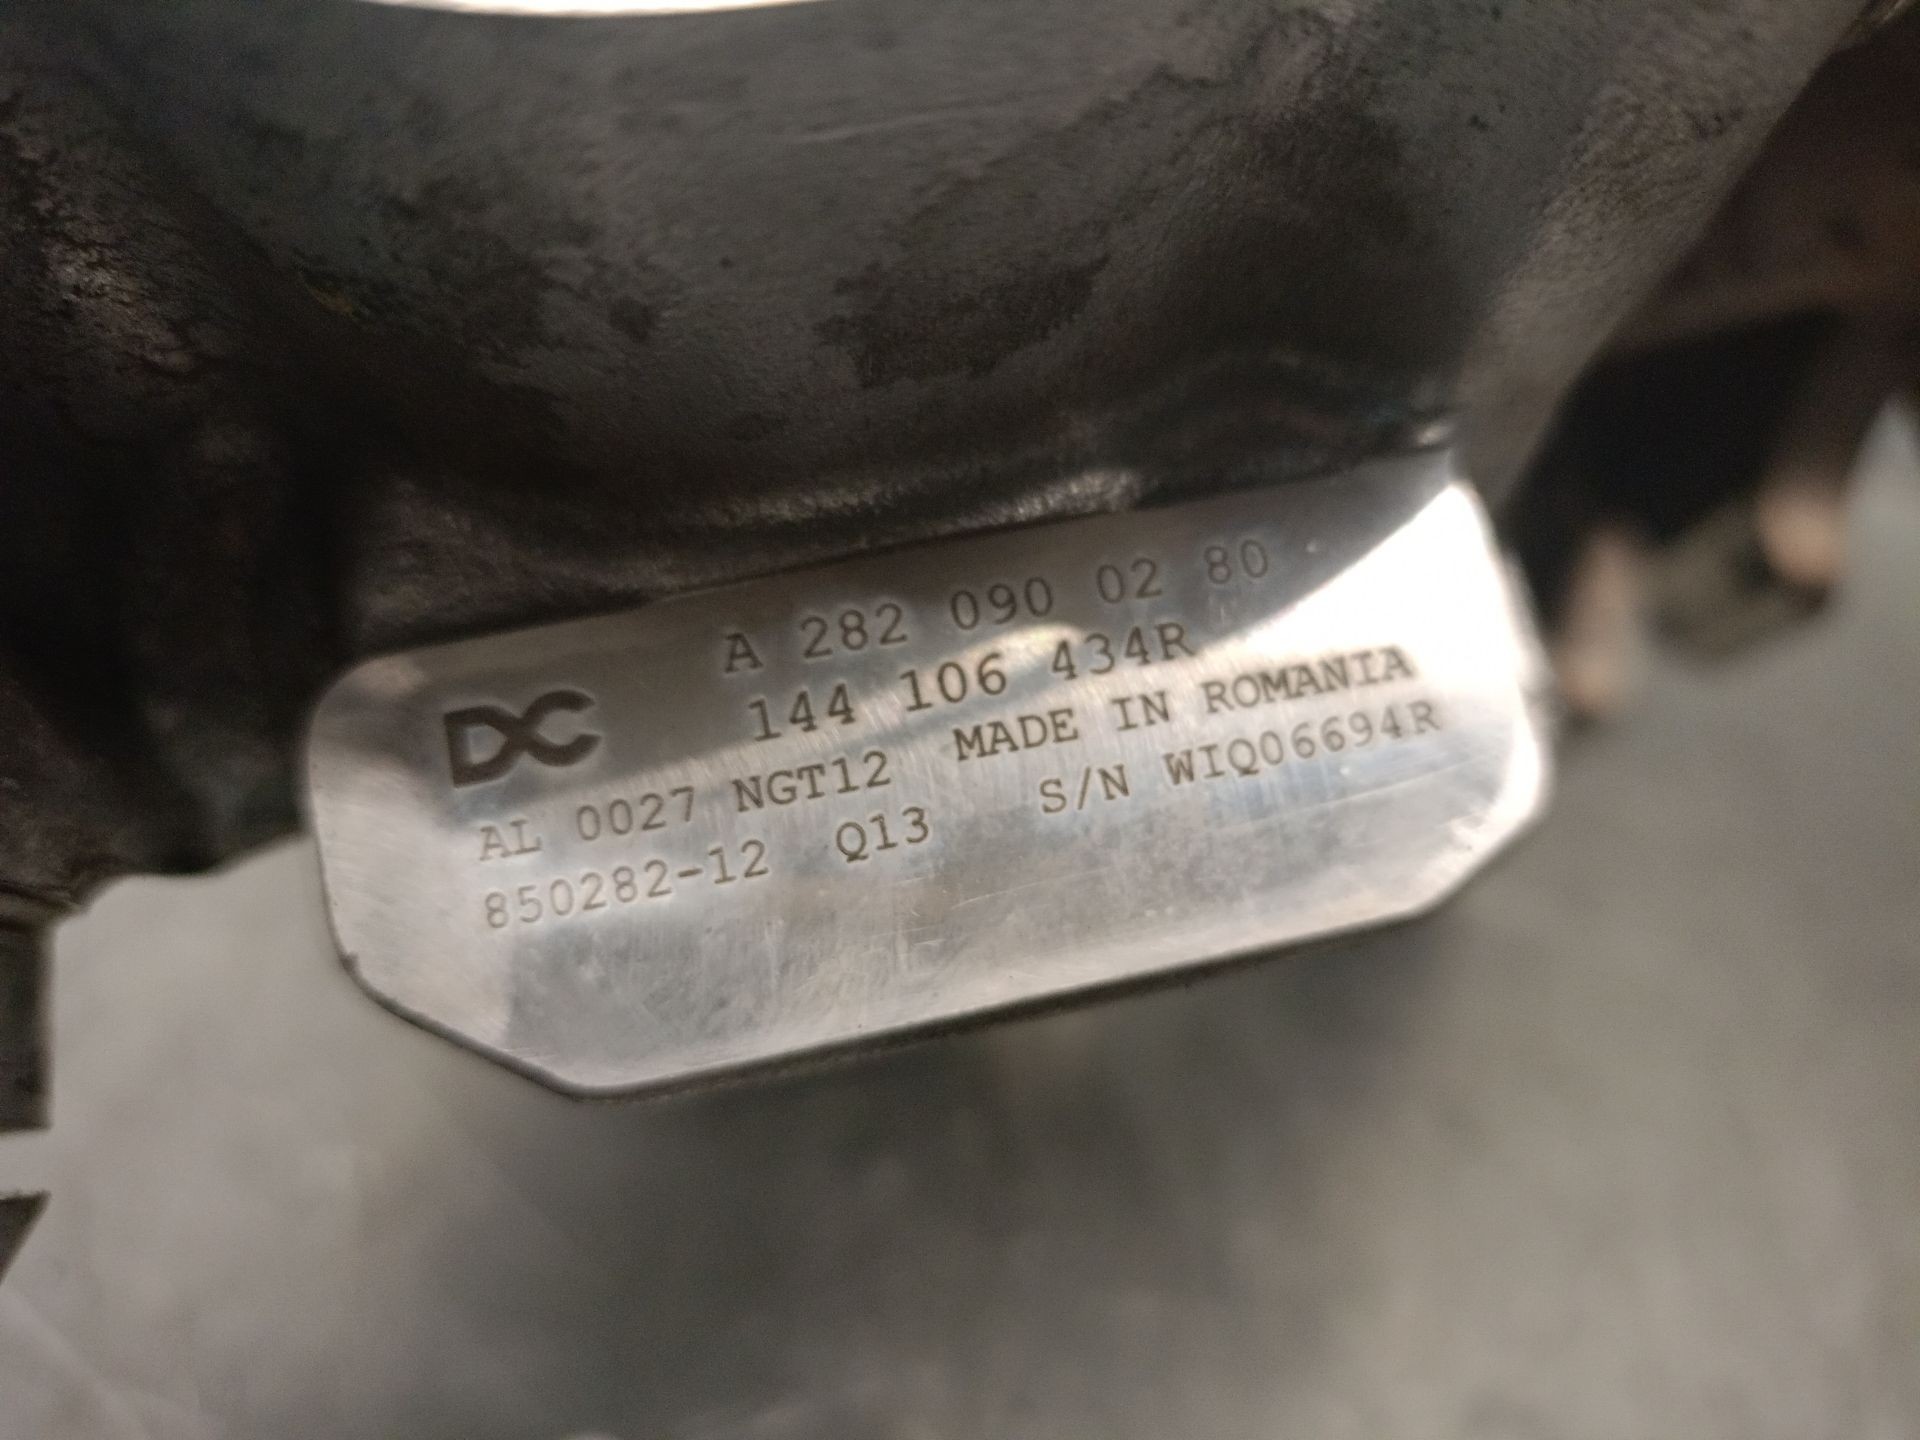 A 282 090 02 80
DC 144 106 434R
AL 0027 NGT12 MADE IN ROMANIA
850282-12 Q13 S/N WIQ06694R